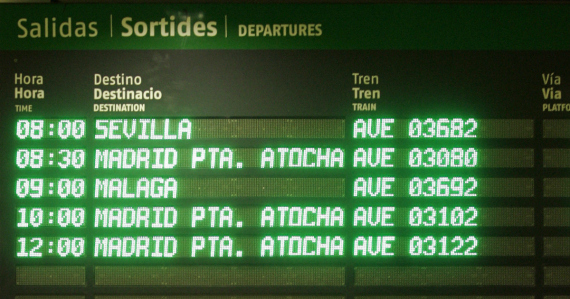 Salidas | Sortides | DEPARTURES
Hora Destino Tren Vía
Hora Destinacio Tren Via
TIME DESTINATION TRAIN PLATFO
08:00 SEVILLA AVE 03682
08:30 MADRID PTA. ATOCHA AVE 03080
09:00 MALAGA AVE 03692
10:00 MADRID PTA. ATOCHA AVE 03102
12:00 MADRID PTA. ATOCHA AVE 03122